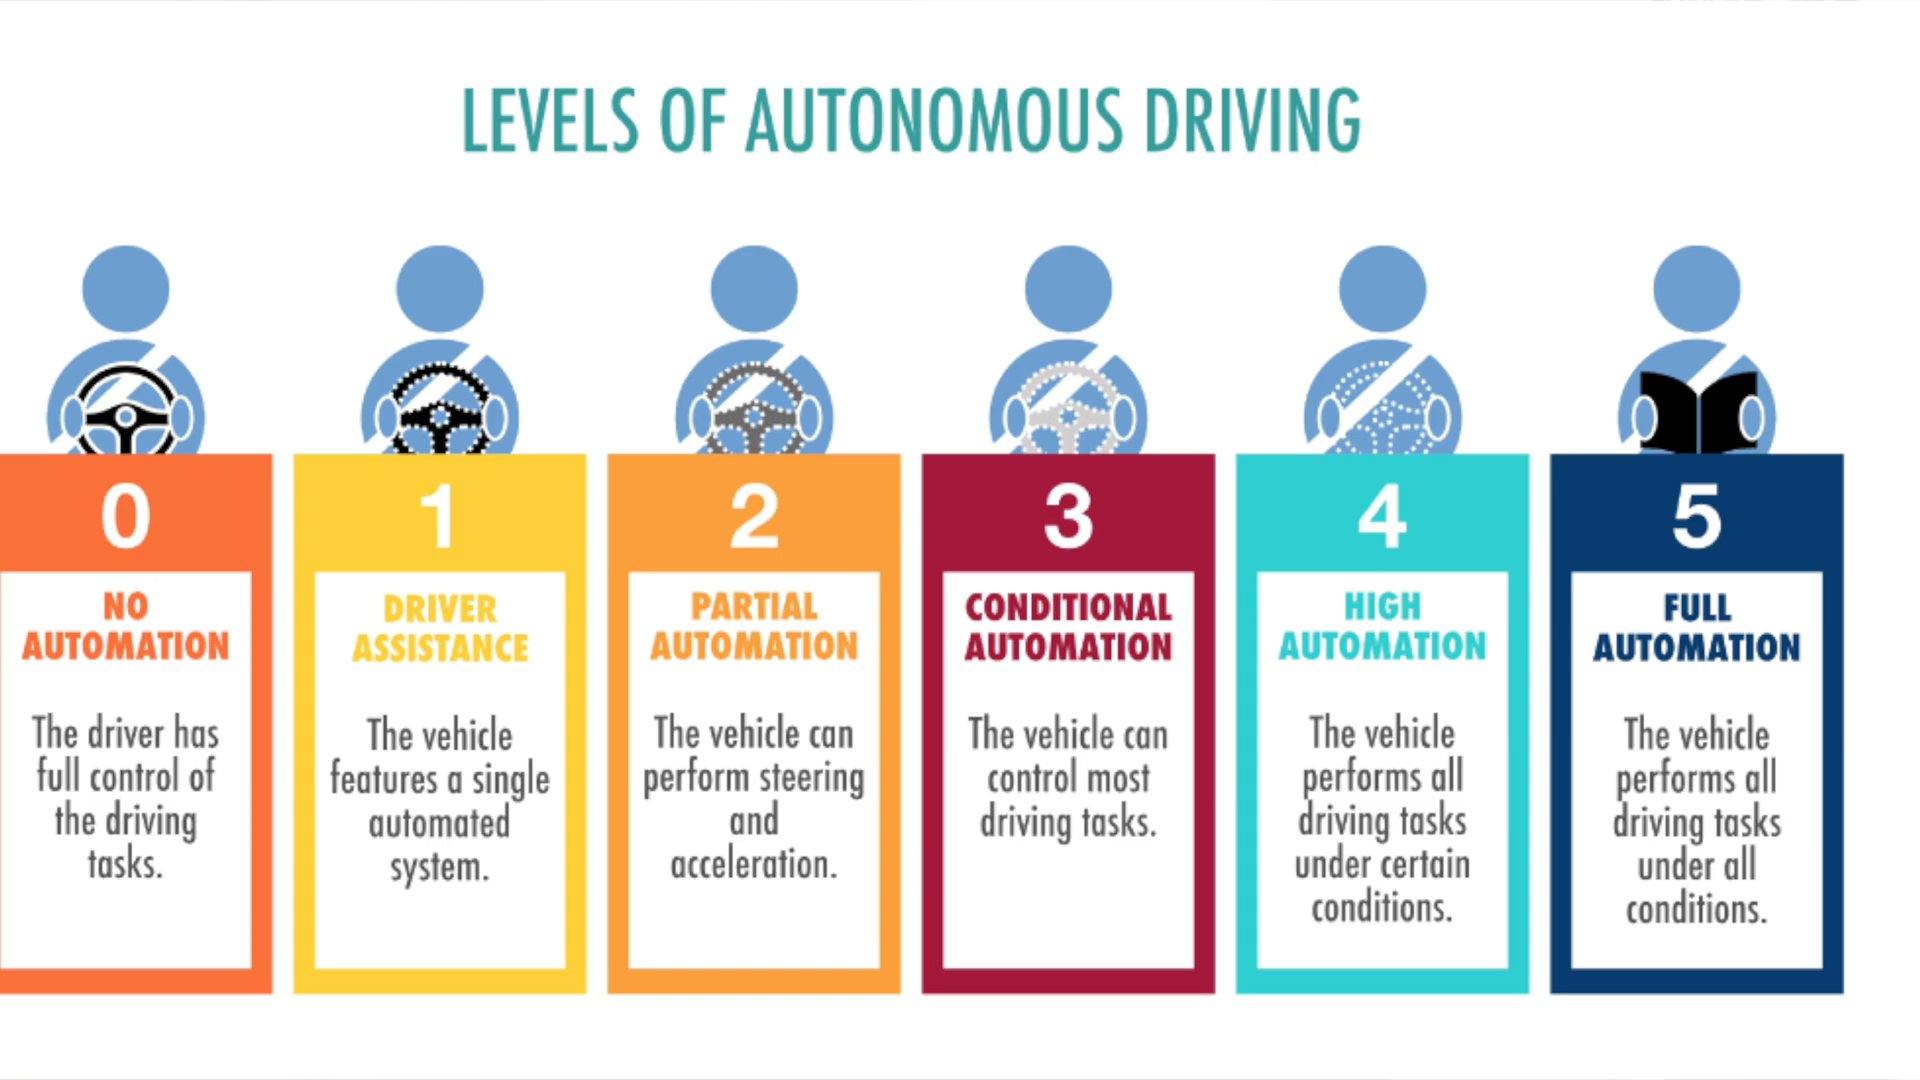 LEVELS OF AUTONOMOUS DRIVING
0
NO
AUTOMATION
The driver has
full control of
the driving
tasks.
1
DRIVER
ASSISTANCE
The vehicle
features a single
automated
system.
2
PARTIAL
AUTOMATION
The vehicle can
perform steering
and
acceleration.
3
CONDITIONAL
AUTOMATION
The vehicle can
control most
driving tasks.
4
HIGH
AUTOMATION
The vehicle
performs all
driving tasks
under certain
conditions.
5
FULL
AUTOMATION
The vehicle
performs all
driving tasks
under all
conditions.